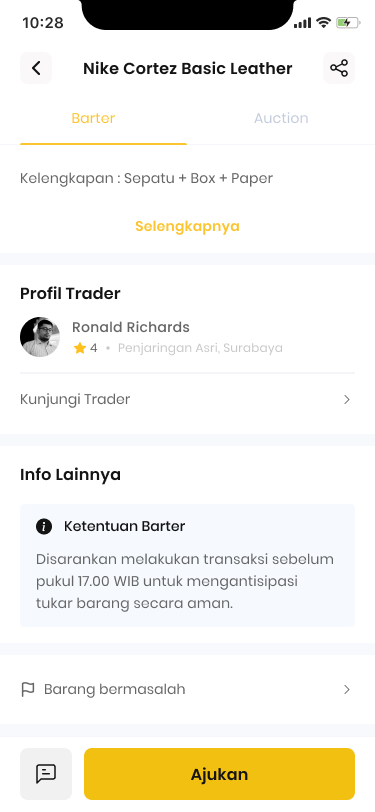 10:28
Nike Cortez Basic Leather
Barter
Auction
Kelengkapan : Sepatu + Box + Paper
Selengkapnya
Profil Trader
Ronald Richards
4 • Penjaringan Asri, Surabaya
Kunjungi Trader
Info Lainnya
Ketentuan Barter
Disarankan melakukan transaksi sebelum
pukul 17.00 WIB untuk mengantisipasi
tukar barang secara aman.
Barang bermasalah
Ajukan